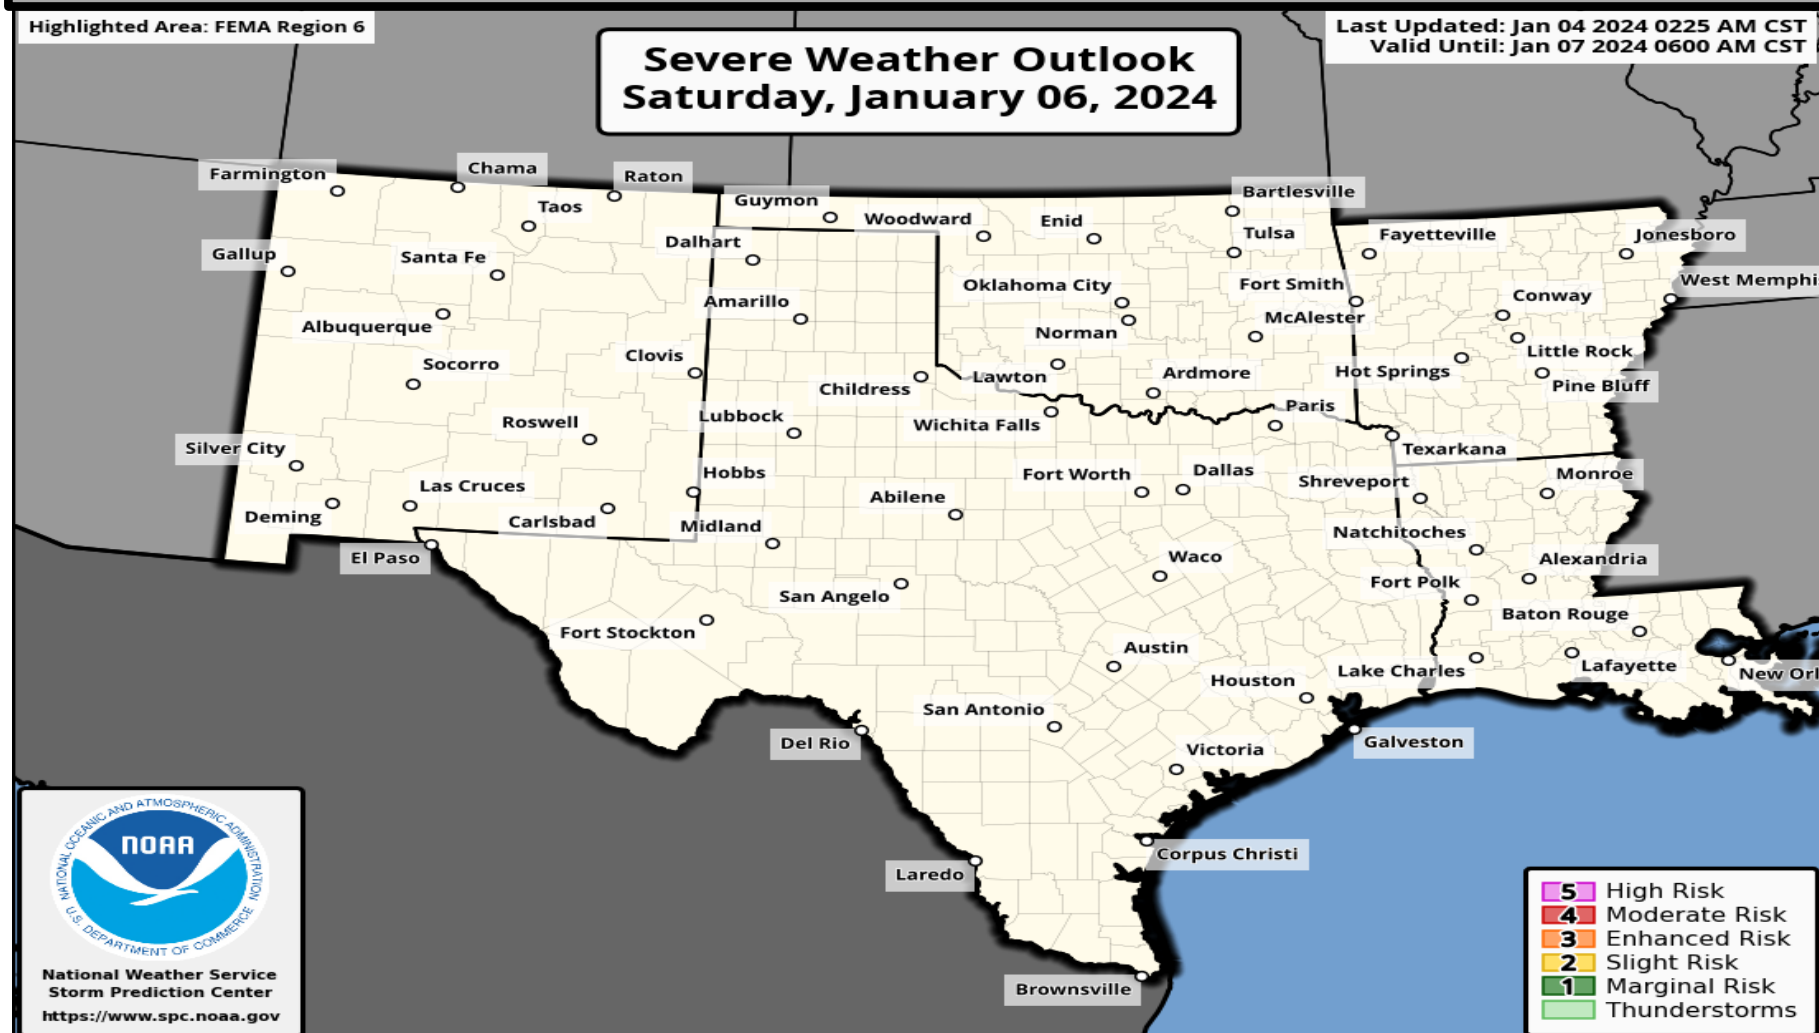 Highlighted Area: FEMA Region 6
Severe Weather Outlook
Saturday, January 06, 2024
Last Updated: Jan 04 2024 0225 AM CST
Valid Until: Jan 07 2024 0600 AM CST
Farmington
Chama
Raton
Taos
Guymon
Woodward
Enid
Bartlesville
Gallup
Santa Fe
Dalhart
Tulsa
Fayetteville
Jonesboro
Albuquerque
Amarillo
Oklahoma City
Fort Smith
Conway
West Memphi
Norman
McAlester
Socorro
Clovis
Childress
Lawton
Ardmore
Hot Springs
Little Rock
Pine Bluff
Silver City
Roswell
Lubbock
Wichita Falls
Paris
Texarkana
Las Cruces
Hobbs
Abilene
Fort Worth
Dallas
Shreveport
Monroe
Deming
Carlsbad
Midland
Natchitoches
El Paso
San Angelo
Waco
Fort Polk
Alexandria
Fort Stockton
Austin
Baton Rouge
Houston
Lake Charles
Lafayette
New Orl
Del Rio
San Antonio
Victoria
Galveston
Laredo
Corpus Christi
Brownsville
NATIONAL OCEANIC AND ATMOSPHERIC ADMINISTRATION
NOAA
U.S. DEPARTMENT OF COMMERCE
National Weather Service
Storm Prediction Center
https://www.spc.noaa.gov
5 High Risk
4 Moderate Risk
3 Enhanced Risk
2 Slight Risk
1 Marginal Risk
Thunderstorms